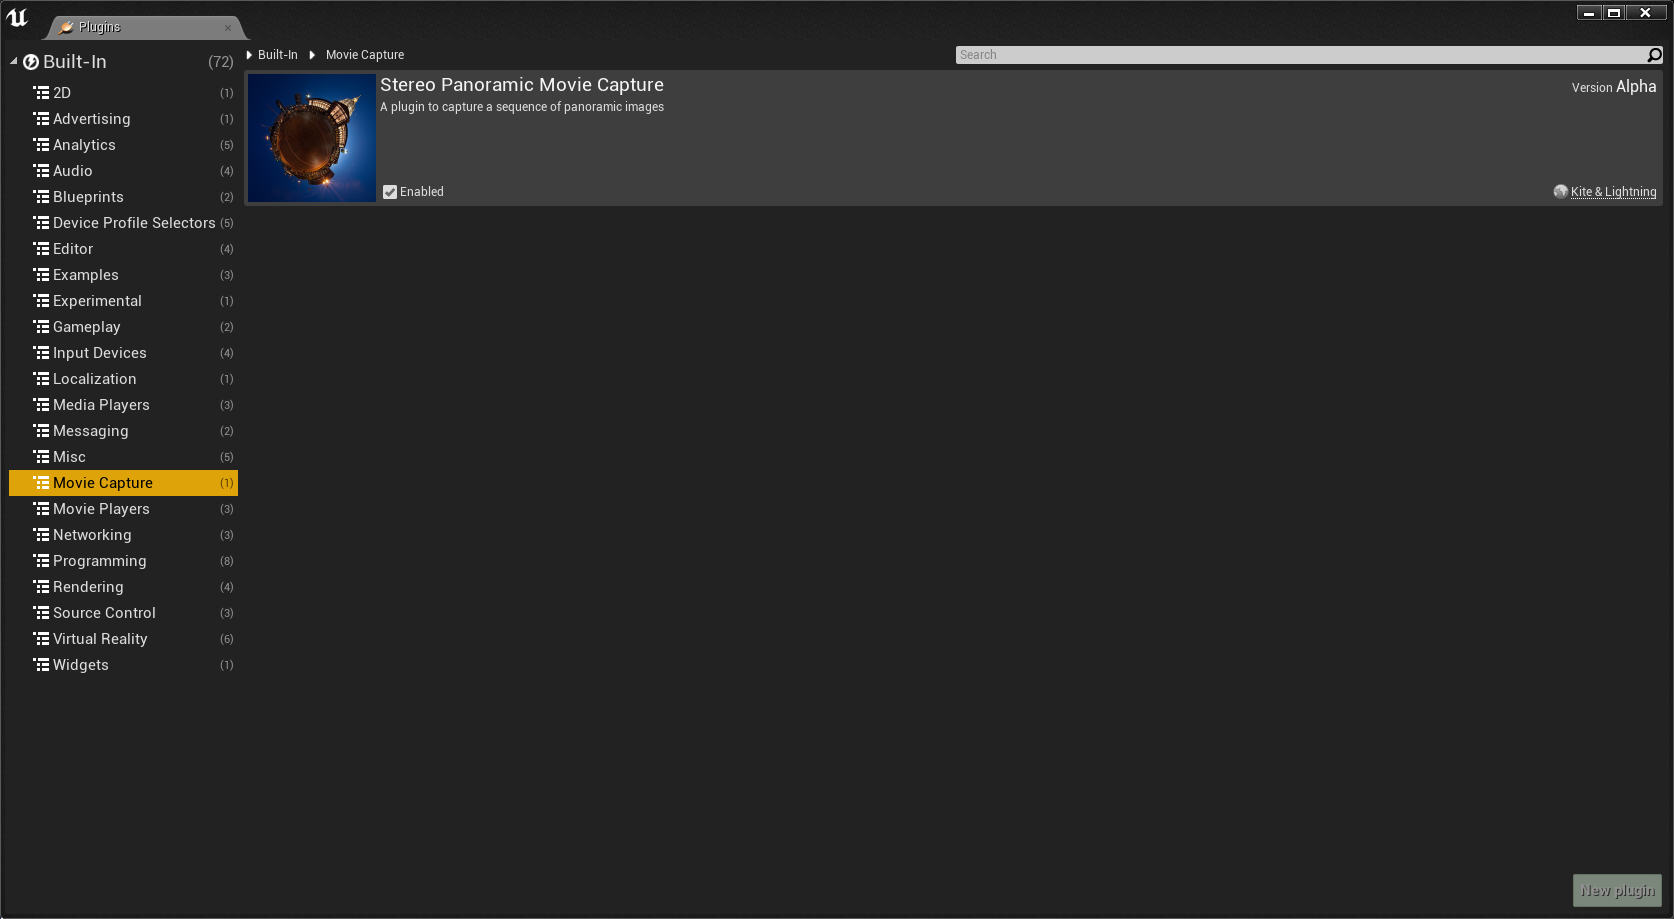 Plugins
Built-In (72)
2D (1)
Advertising (1)
Analytics (5)
Audio (4)
Blueprints (2)
Device Profile Selectors (5)
Editor (4)
Examples (3)
Experimental (1)
Gameplay (2)
Input Devices (4)
Localization (1)
Media Players (3)
Messaging (2)
Misc (5)
Movie Capture (1)
Movie Players (3)
Networking (3)
Programming (8)
Rendering (4)
Source Control (3)
Virtual Reality (6)
Widgets (1)
Built-In Movie Capture
Search
Stereo Panoramic Movie Capture
Version Alpha
A plugin to capture a sequence of panoramic images
Enabled
Kite & Lightning
New plugin